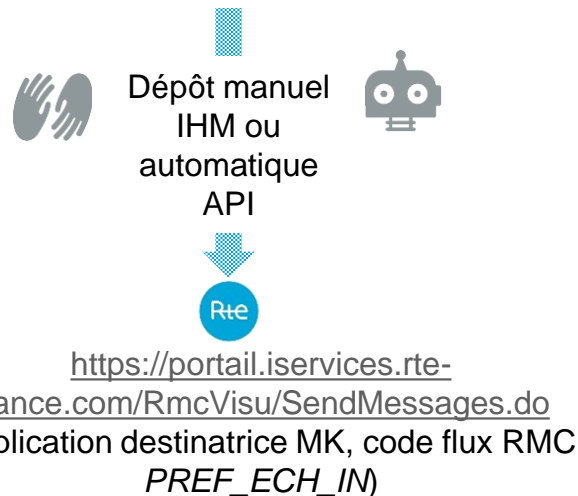 Dépôt manuel
IHM ou
automatique
API
Rte
https://portail.iservices.rte-
ance.com/RmcVisu/SendMessages.do
plication destinatrice MK, code flux RMC
PREF_ECH_IN)